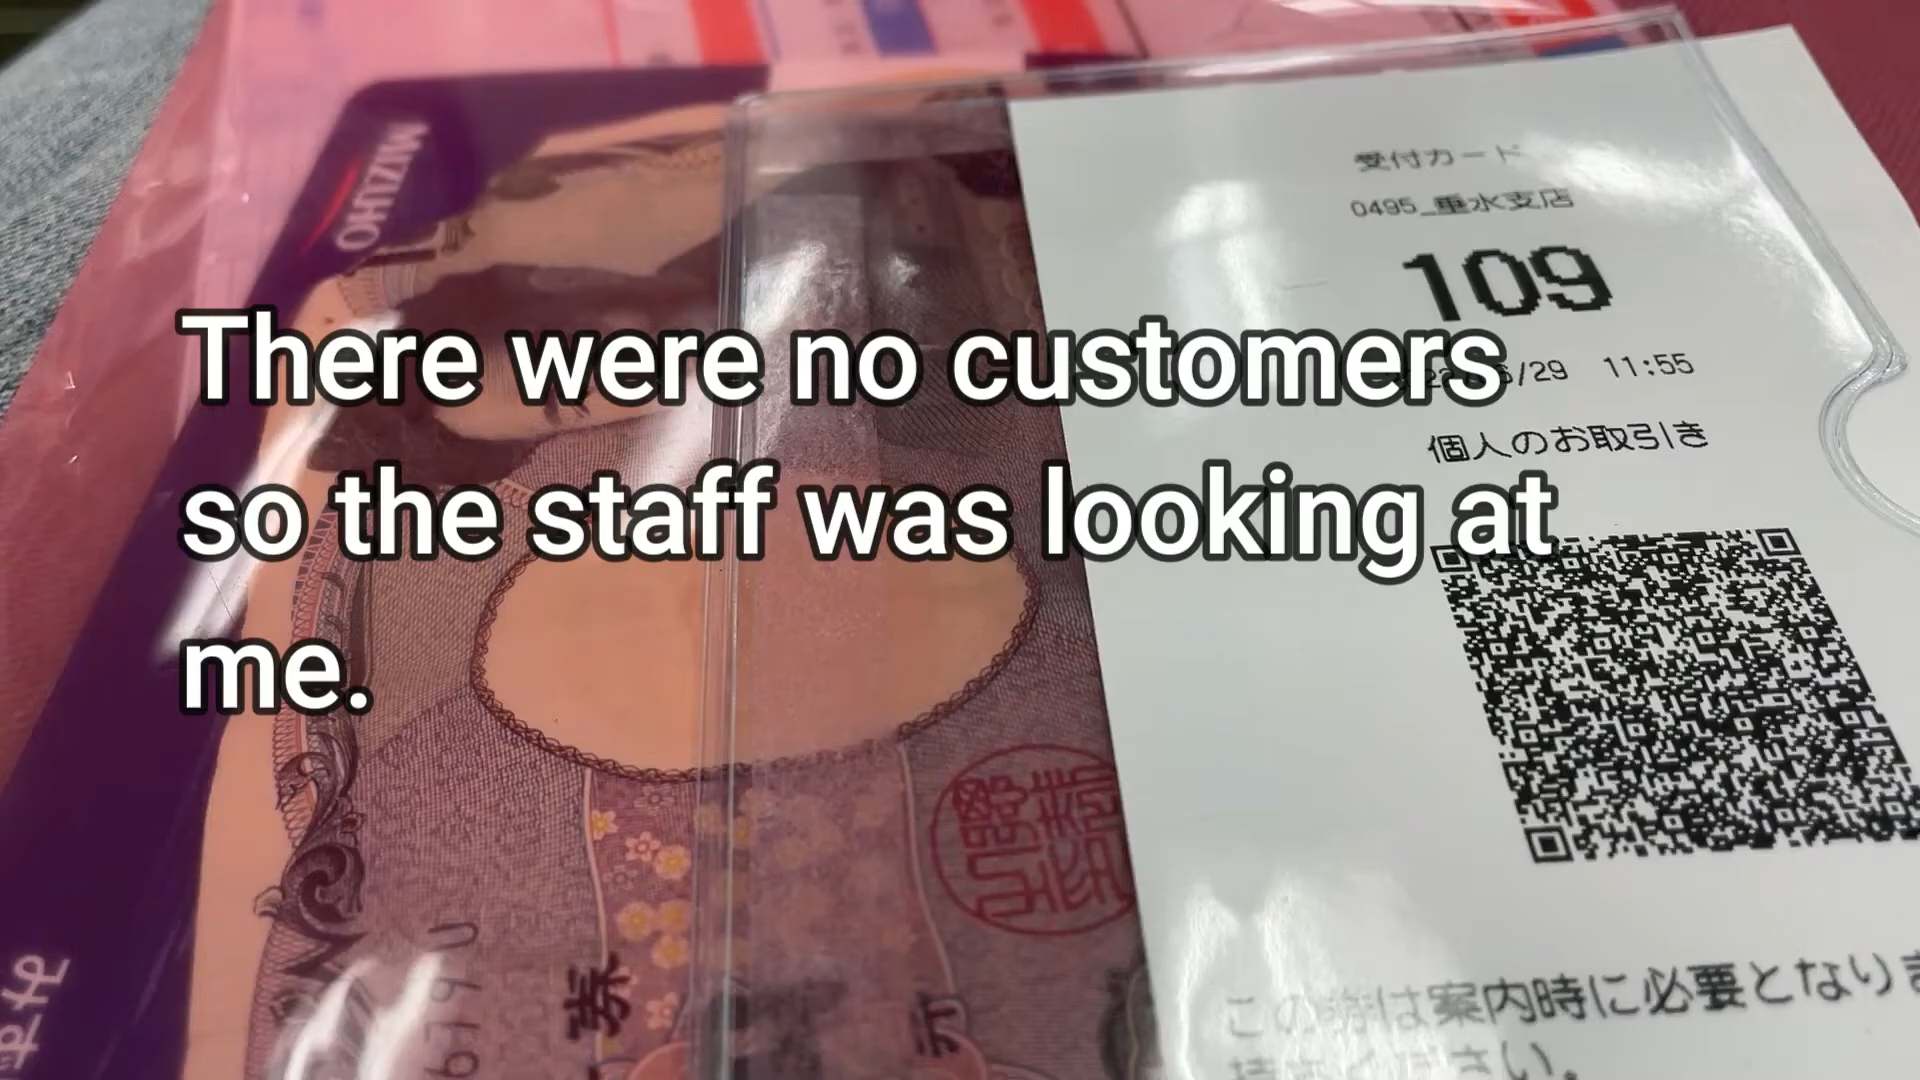 MIZUHO
受付カード
0495_垂水支店
109
/29 11:55
個人のお取引き
There were no customers
so the staff was looking at
me.
券
6719U
この券は案内時に必要となりま